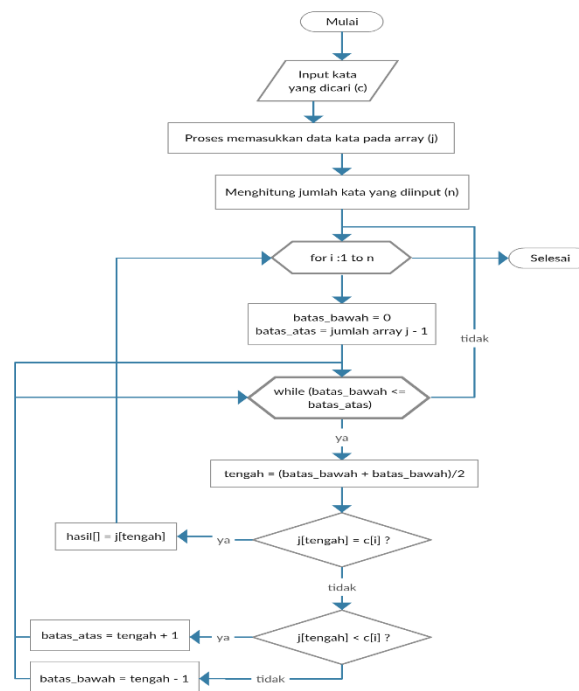 Mulai
Input kata
yang dicari (c)
Proses memasukkan data kata pada array (j)
Menghitung jumlah kata yang diinput (n)
for i :1 to n
Selesai
batas_bawah = 0
batas_atas = jumlah array j - 1
tidak
while (batas_bawah <=
batas_atas)
ya
tengah = (batas_bawah + batas_bawah)/2
hasil[] = j[tengah]
ya
j[tengah] = c[i] ?
tidak
batas_atas = tengah + 1
ya
j[tengah] < c[i] ?
batas_bawah = tengah - 1
tidak